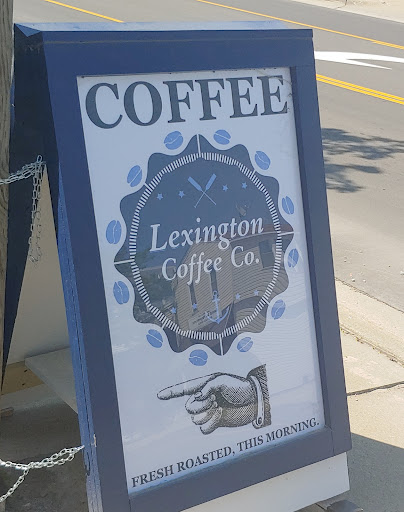 COFFEE
Lexington
Coffee Co.
FRESH ROASTED, THIS MORNING.